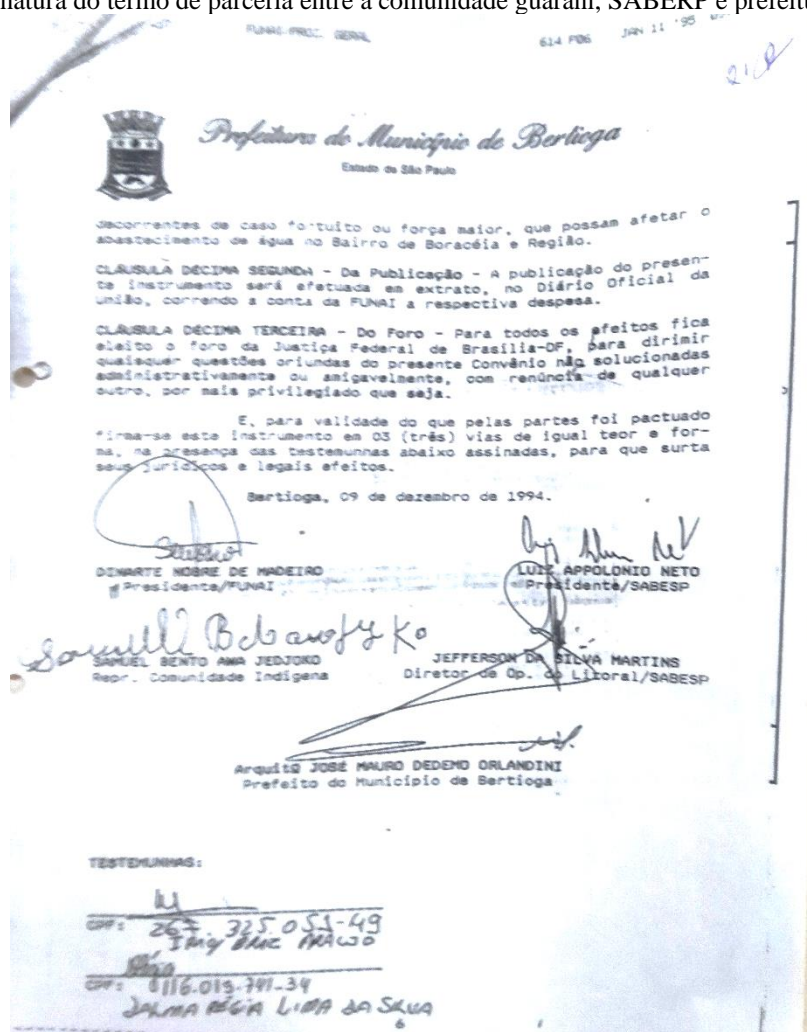 natura do termo de parceria entre a comunidade guarani, SABERP e prefeitu
FUNAI-PROC. GERAL
614 P06 JAN 11 '95
Prefeitura do Município de Bertioga
Estado de São Paulo
decorrentes de caso fortuito ou força maior, que possam afetar o
abastecimento de água no Bairro de Boracéia e Região.
CLÁUSULA DÉCIMA SEGUNDA - Da Publicação - A publicação do presen-
te instrumento será efetuada em extrato, no Diário Oficial da
União, correndo a conta da FUNAI a respectiva despesa.
CLÁUSULA DÉCIMA TERCEIRA - Do Foro - Para todos os efeitos fica
eleito o foro da Justiça Federal de Brasília-DF, para dirimir
quaisquer questões oriundas do presente Convênio não solucionadas
administrativamente ou amigavelmente, com renúncia de qualquer
outro, por mais privilegiado que seja.
E, para validade do que pelas partes foi pactuado
firma-se este instrumento em 03 (três) vias de igual teor e for-
ma, na presença das testemunhas abaixo assinadas, para que surta
seus jurídicos e legais efeitos.
Bertioga, 09 de dezembro de 1994.
DINARTE NOBRE DE MADEIRO
Presidente/FUNAI
LUIZ APPOLONIO NETO
Presidente/SABESP
SAMUEL BENTO AWA JEDJOKO
Repr. Comunidade Indígena
JEFFERSON DA SILVA MARTINS
Diretor de Op. do Litoral/SABESP
Arquitº JOSÉ MAURO DEDEMO ORLANDINI
Prefeito do Município de Bertioga
TESTEMUNHAS:
CPF: 267.325.051-49
ARAUJO
CPF: 116.019.741-34
DALMA RÉGIA LIMA DA SILVA
6